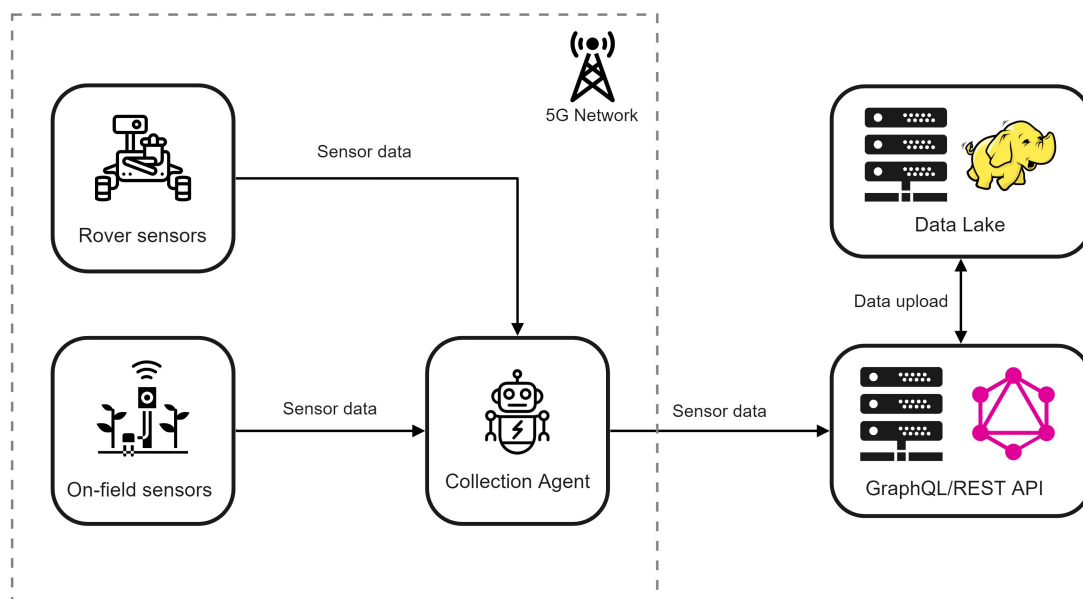 5G Network
Sensor data
Rover sensors
Data Lake
Data upload
Sensor data
Sensor data
On-field sensors
Collection Agent
GraphQL/REST API